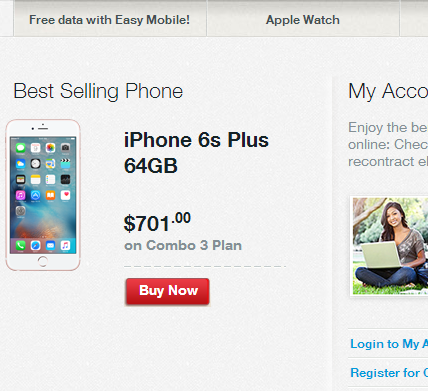 Free data with Easy Mobile!
Apple Watch
Best Selling Phone
iPhone 6s Plus
64GB
$701.00
on Combo 3 Plan
Buy Now
My Acco
Enjoy the be
online: Chec
recontract el
Login to My A
Register for